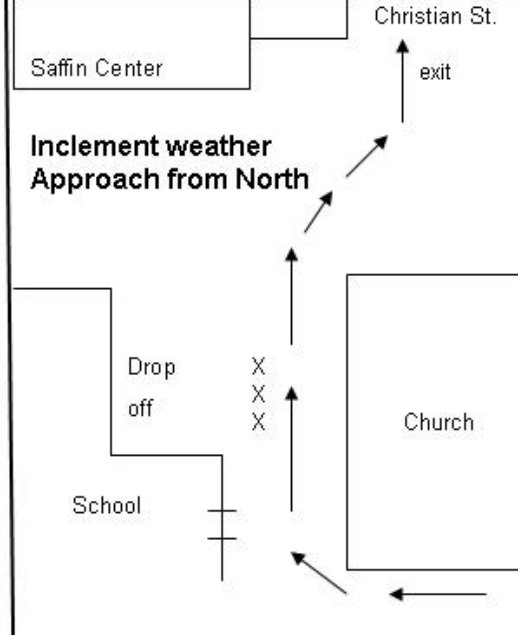 Christian St.
Saffin Center
exit
Inclement weather
Approach from North
Drop
off
X
X
X
Church
School